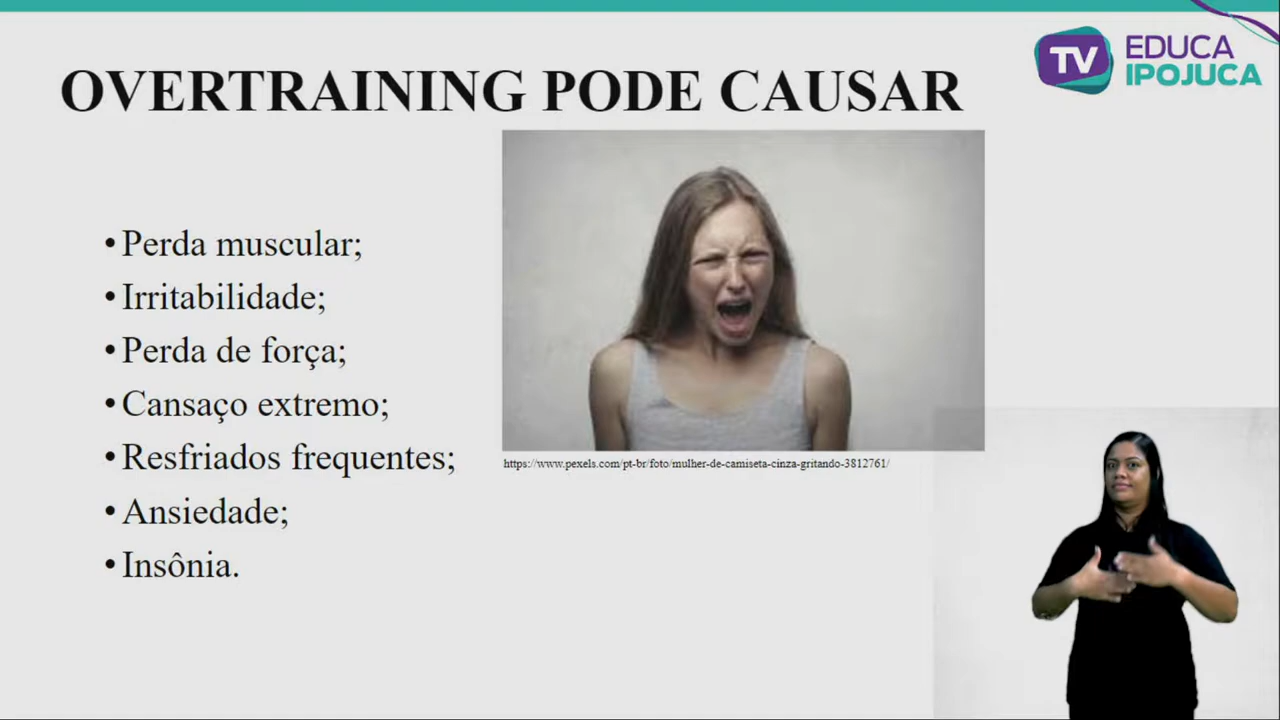 TV EDUCA
IPOJUCA
OVERTRAINING PODE CAUSAR
•Perda muscular;
•Irritabilidade;
•Perda de força;
•Cansaço extremo;
•Resfriados frequentes;
•Ansiedade;
•Insônia.
https://www.pexels.com/pt-br/foto/mulher-de-camiseta-cinza-gritando-3812761/